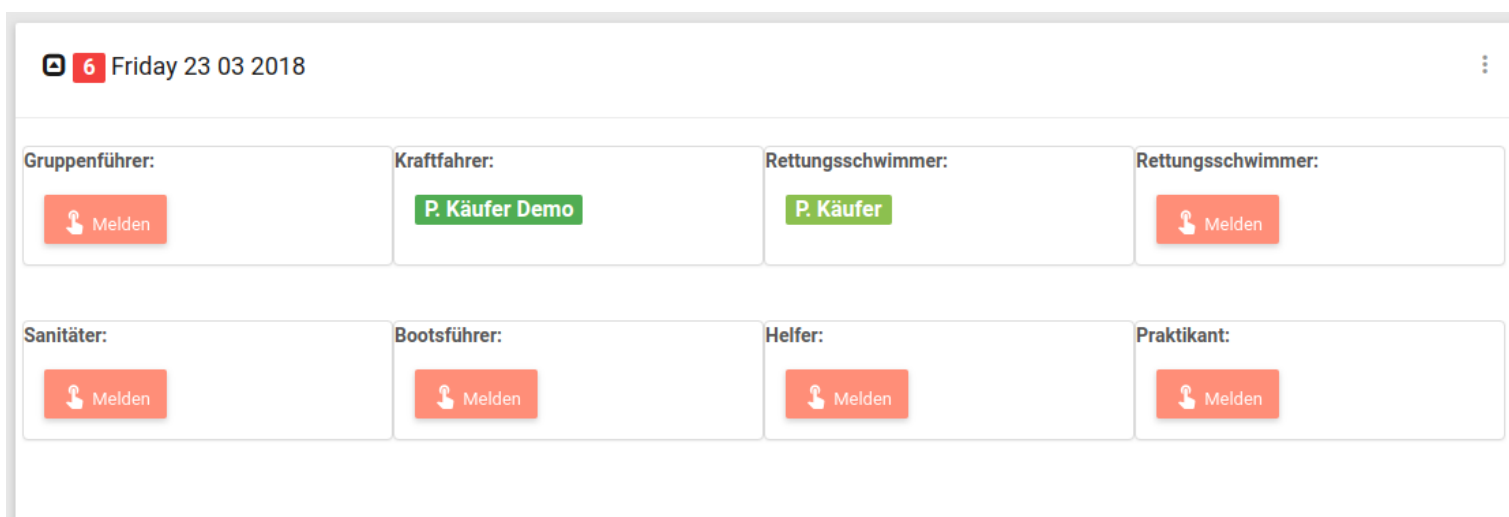 6 Friday 23 03 2018
Gruppenführer: Kraftfahrer: Rettungsschwimmer: Rettungsschwimmer:
Melden P. Käufer Demo P. Käufer Melden
Sanitäter: Bootsführer: Helfer: Praktikant:
Melden Melden Melden Melden